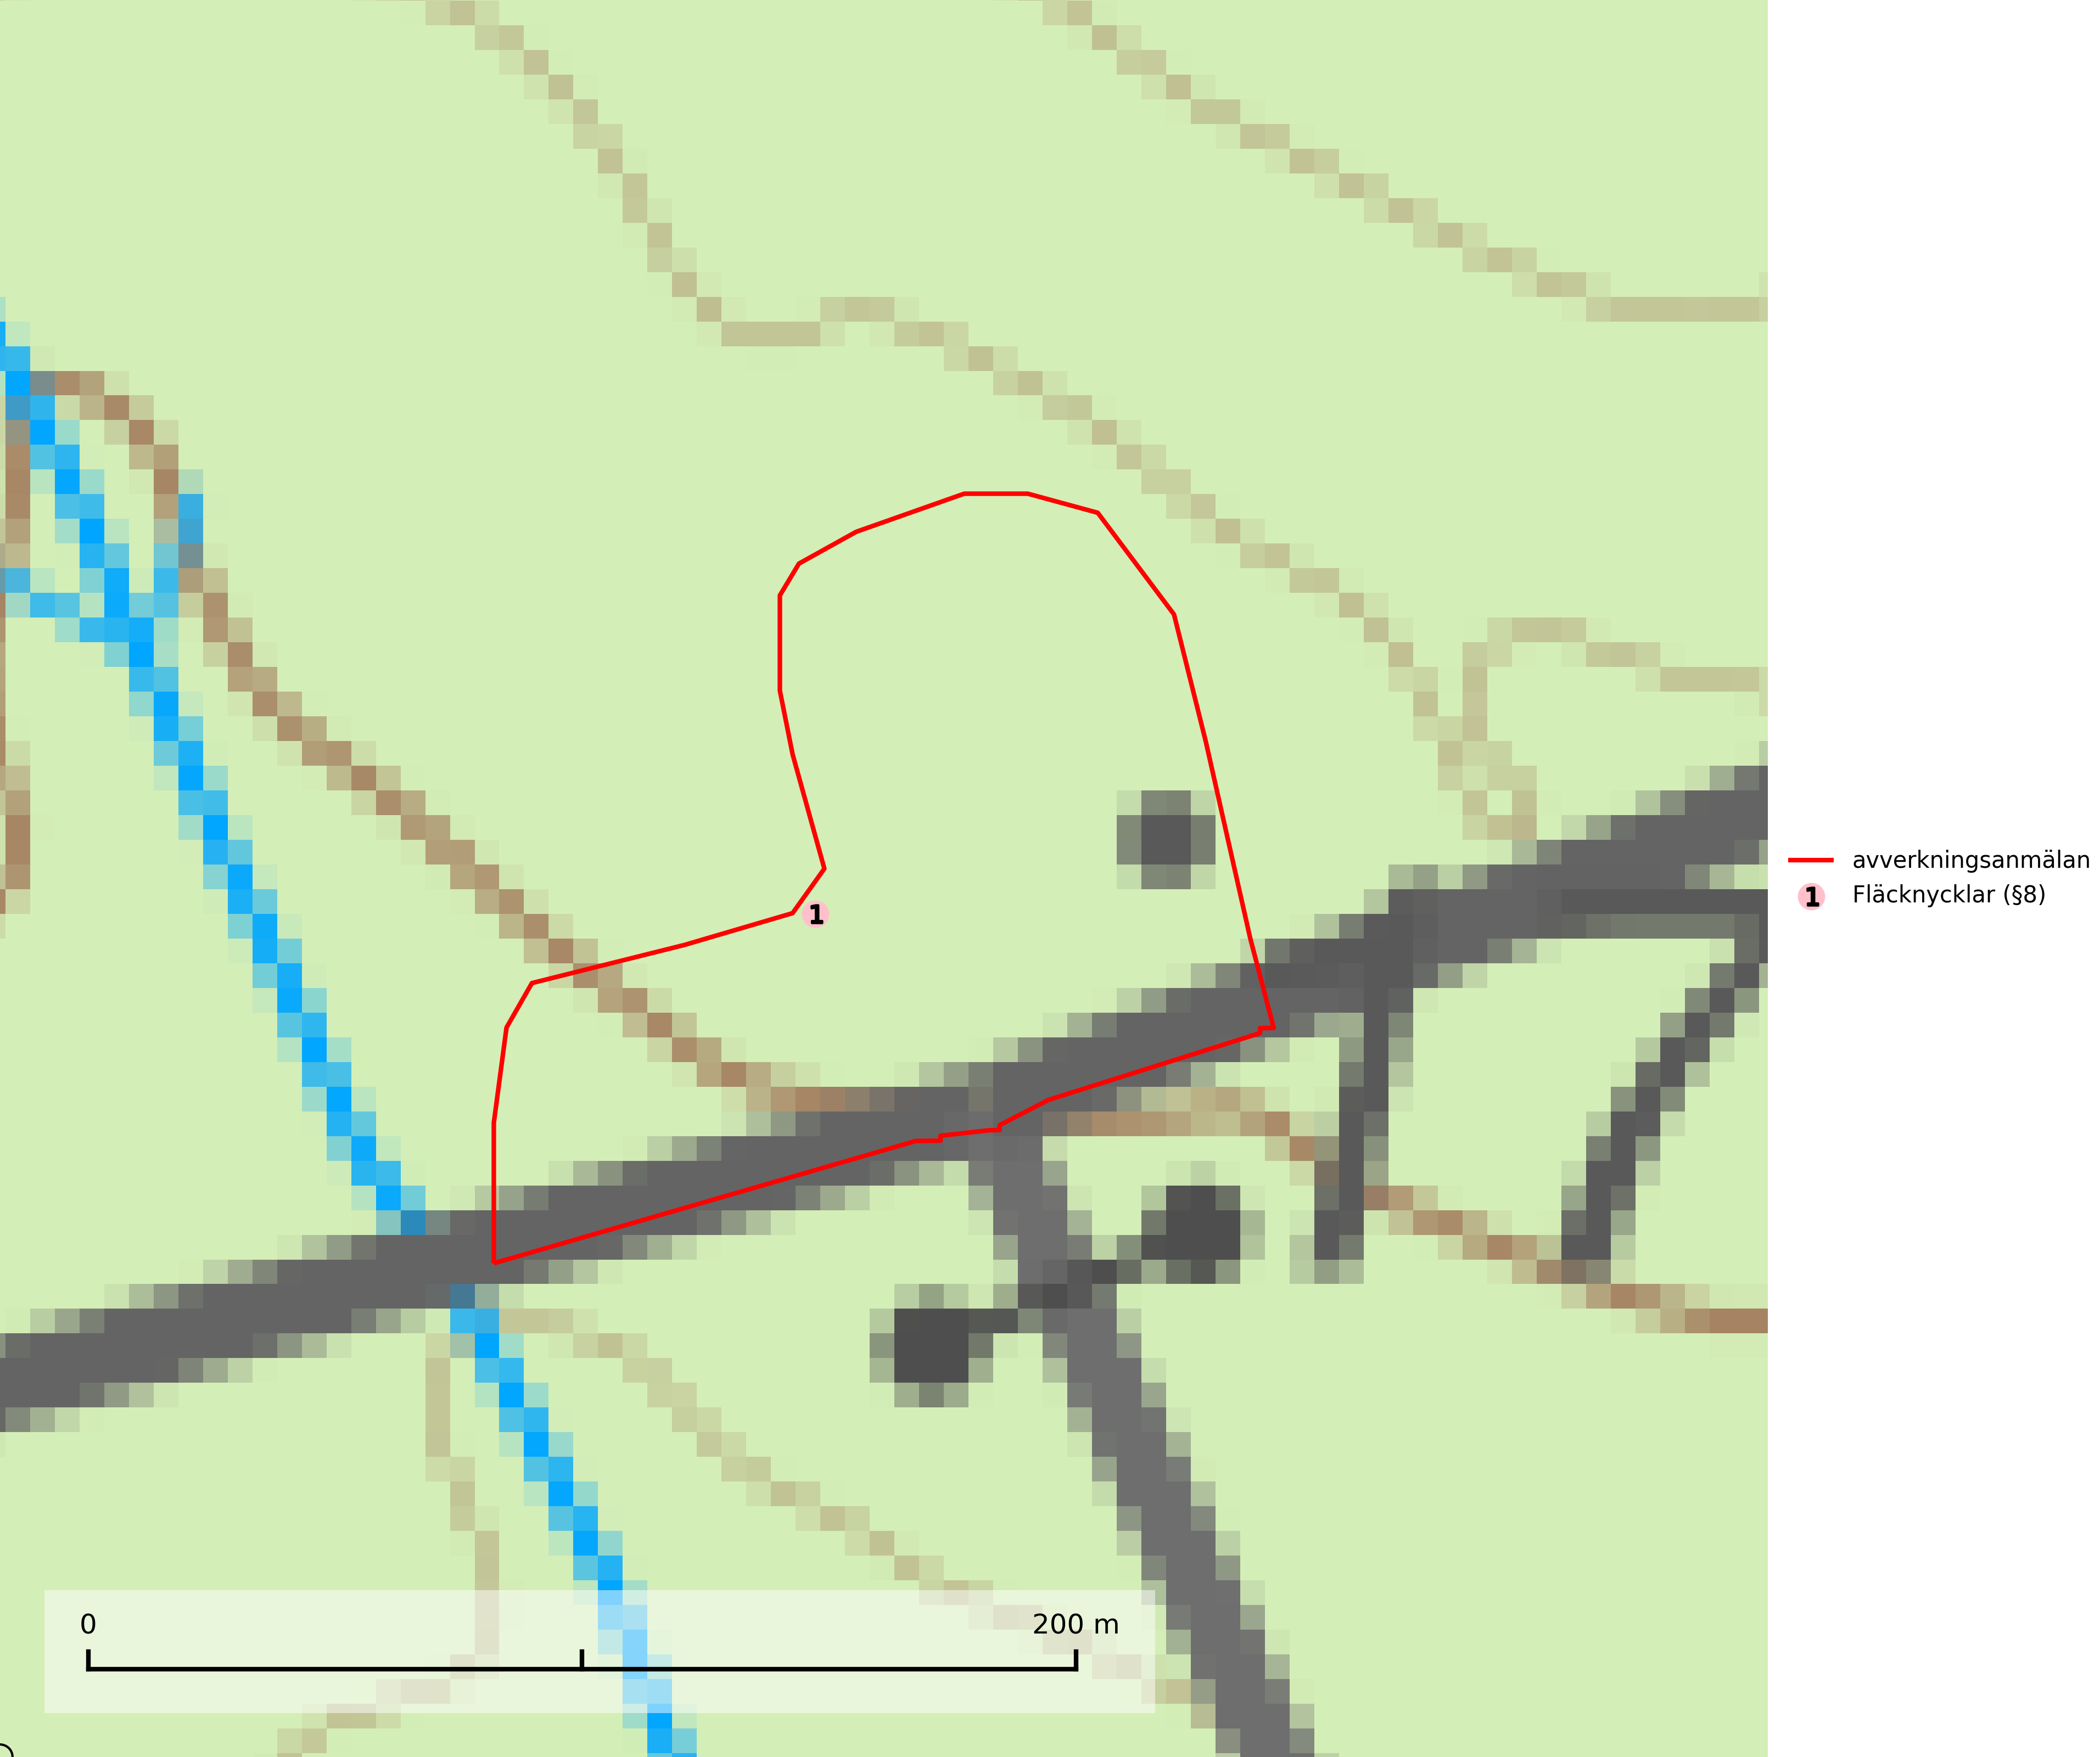 avverkningsanmälan
1 Fläcknycklar (§8)
1
0 200 m